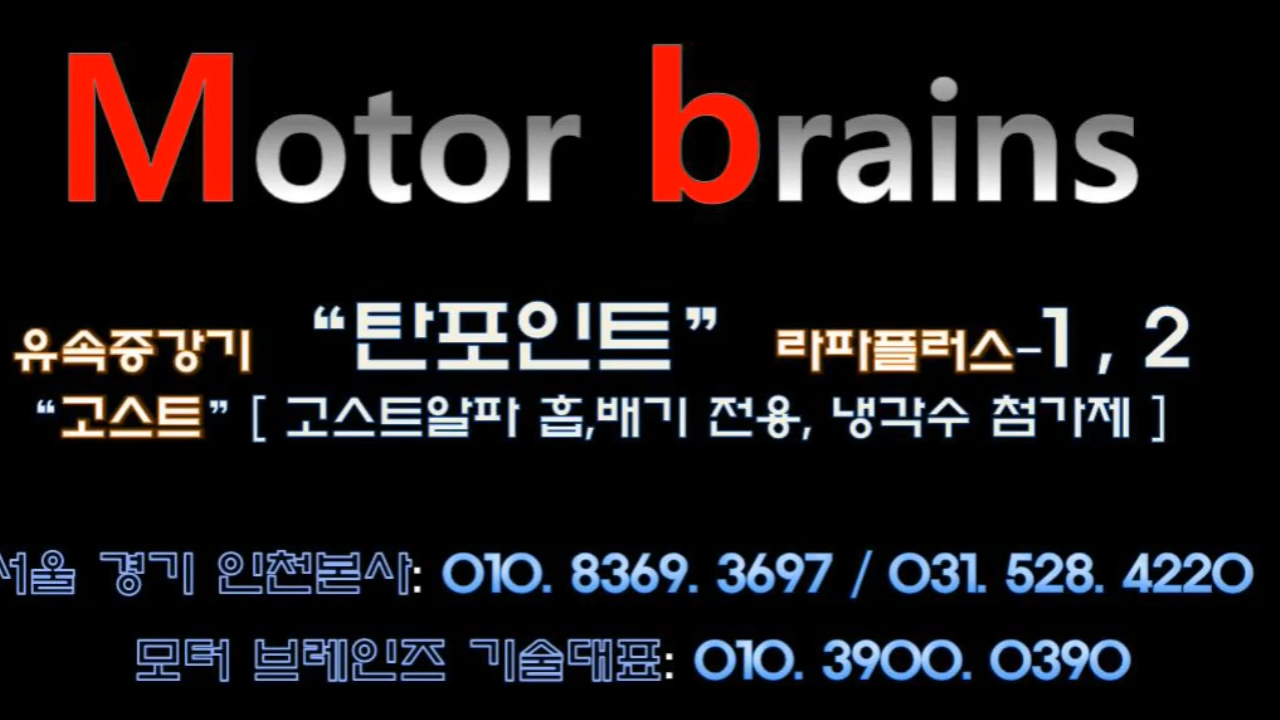 Motor brains
유속증강기 “탄포인트” 라파플러스-1 , 2
“고스트” [ 고스트알파 흡,배기 전용, 냉각수 첨가제 ]
서울 경기 인천본사: 010. 8369. 3697 / 031. 528. 4220
모터 브레인즈 기술대표: 010. 3900. 0390